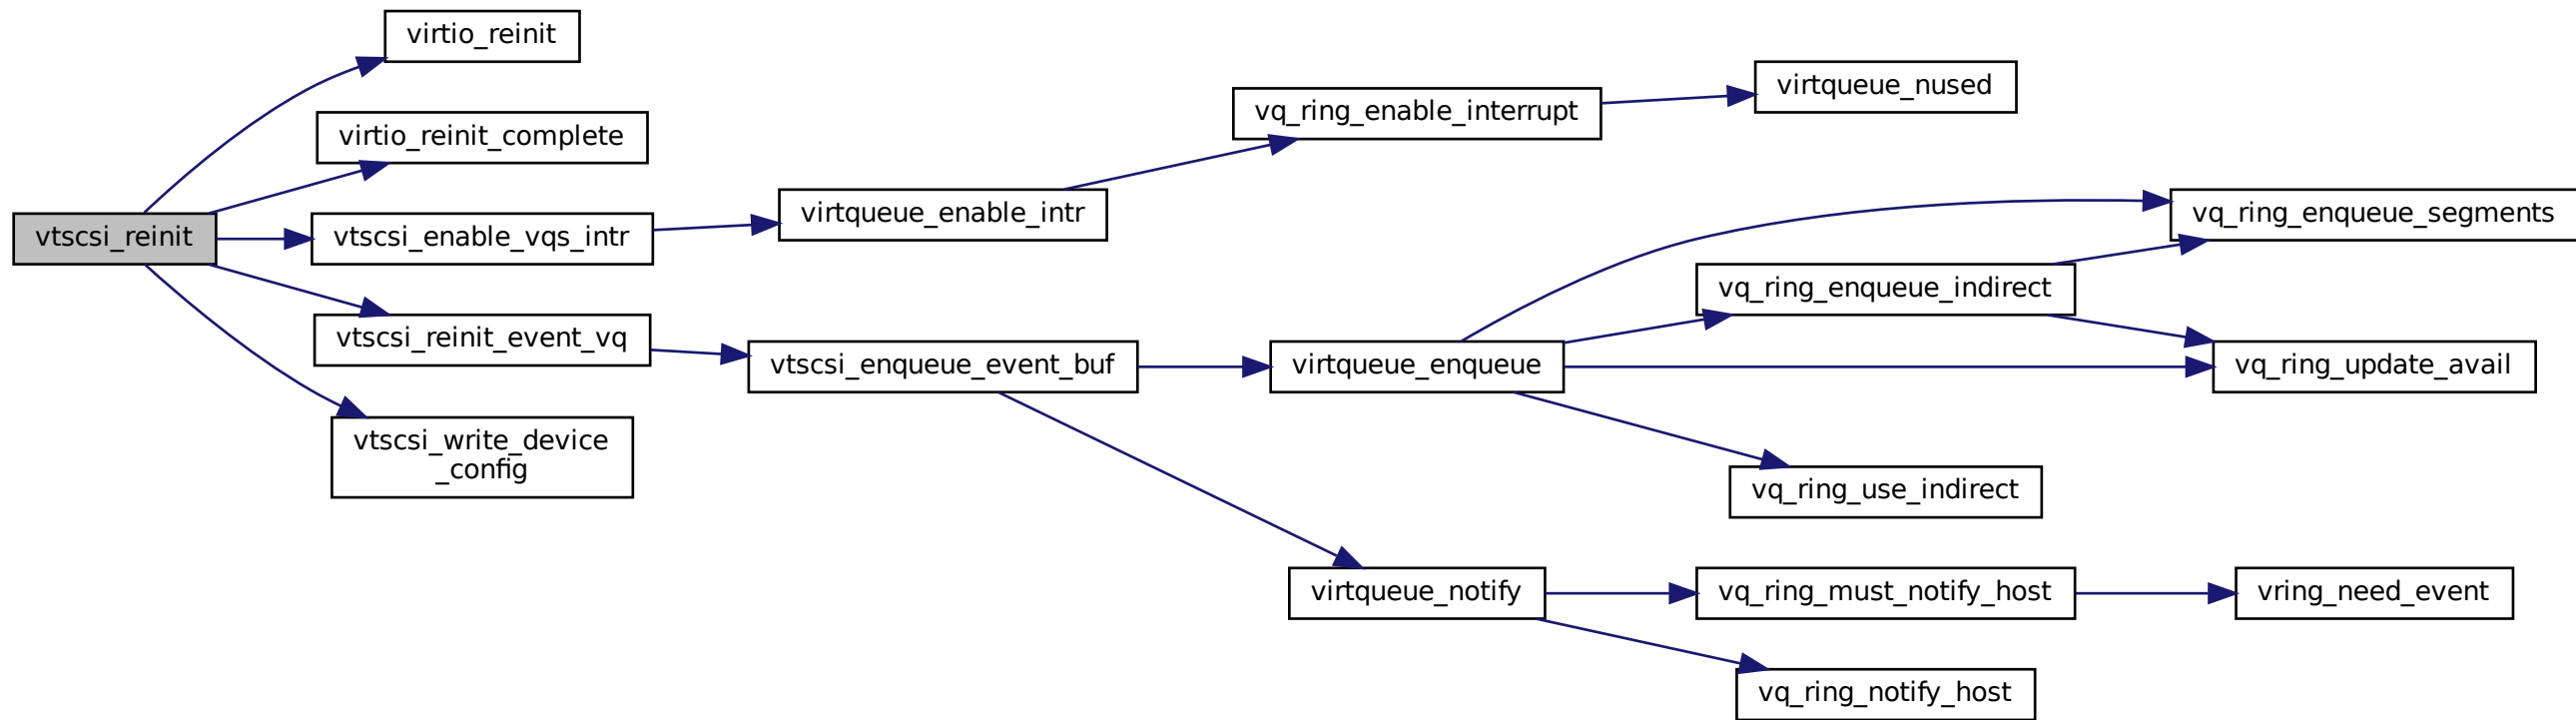 virtio_reinit
virtio_reinit_complete
vtscsi_reinit
vtscsi_enable_vqs_intr
vtscsi_reinit_event_vq
vtscsi_write_device
_config
virtqueue_enable_intr
vtscsi_enqueue_event_buf
vq_ring_enable_interrupt
virtqueue_enqueue
virtqueue_notify
virtqueue_nused
vq_ring_enqueue_indirect
vq_ring_use_indirect
vq_ring_must_notify_host
vq_ring_notify_host
vq_ring_enqueue_segments
vq_ring_update_avail
vring_need_event